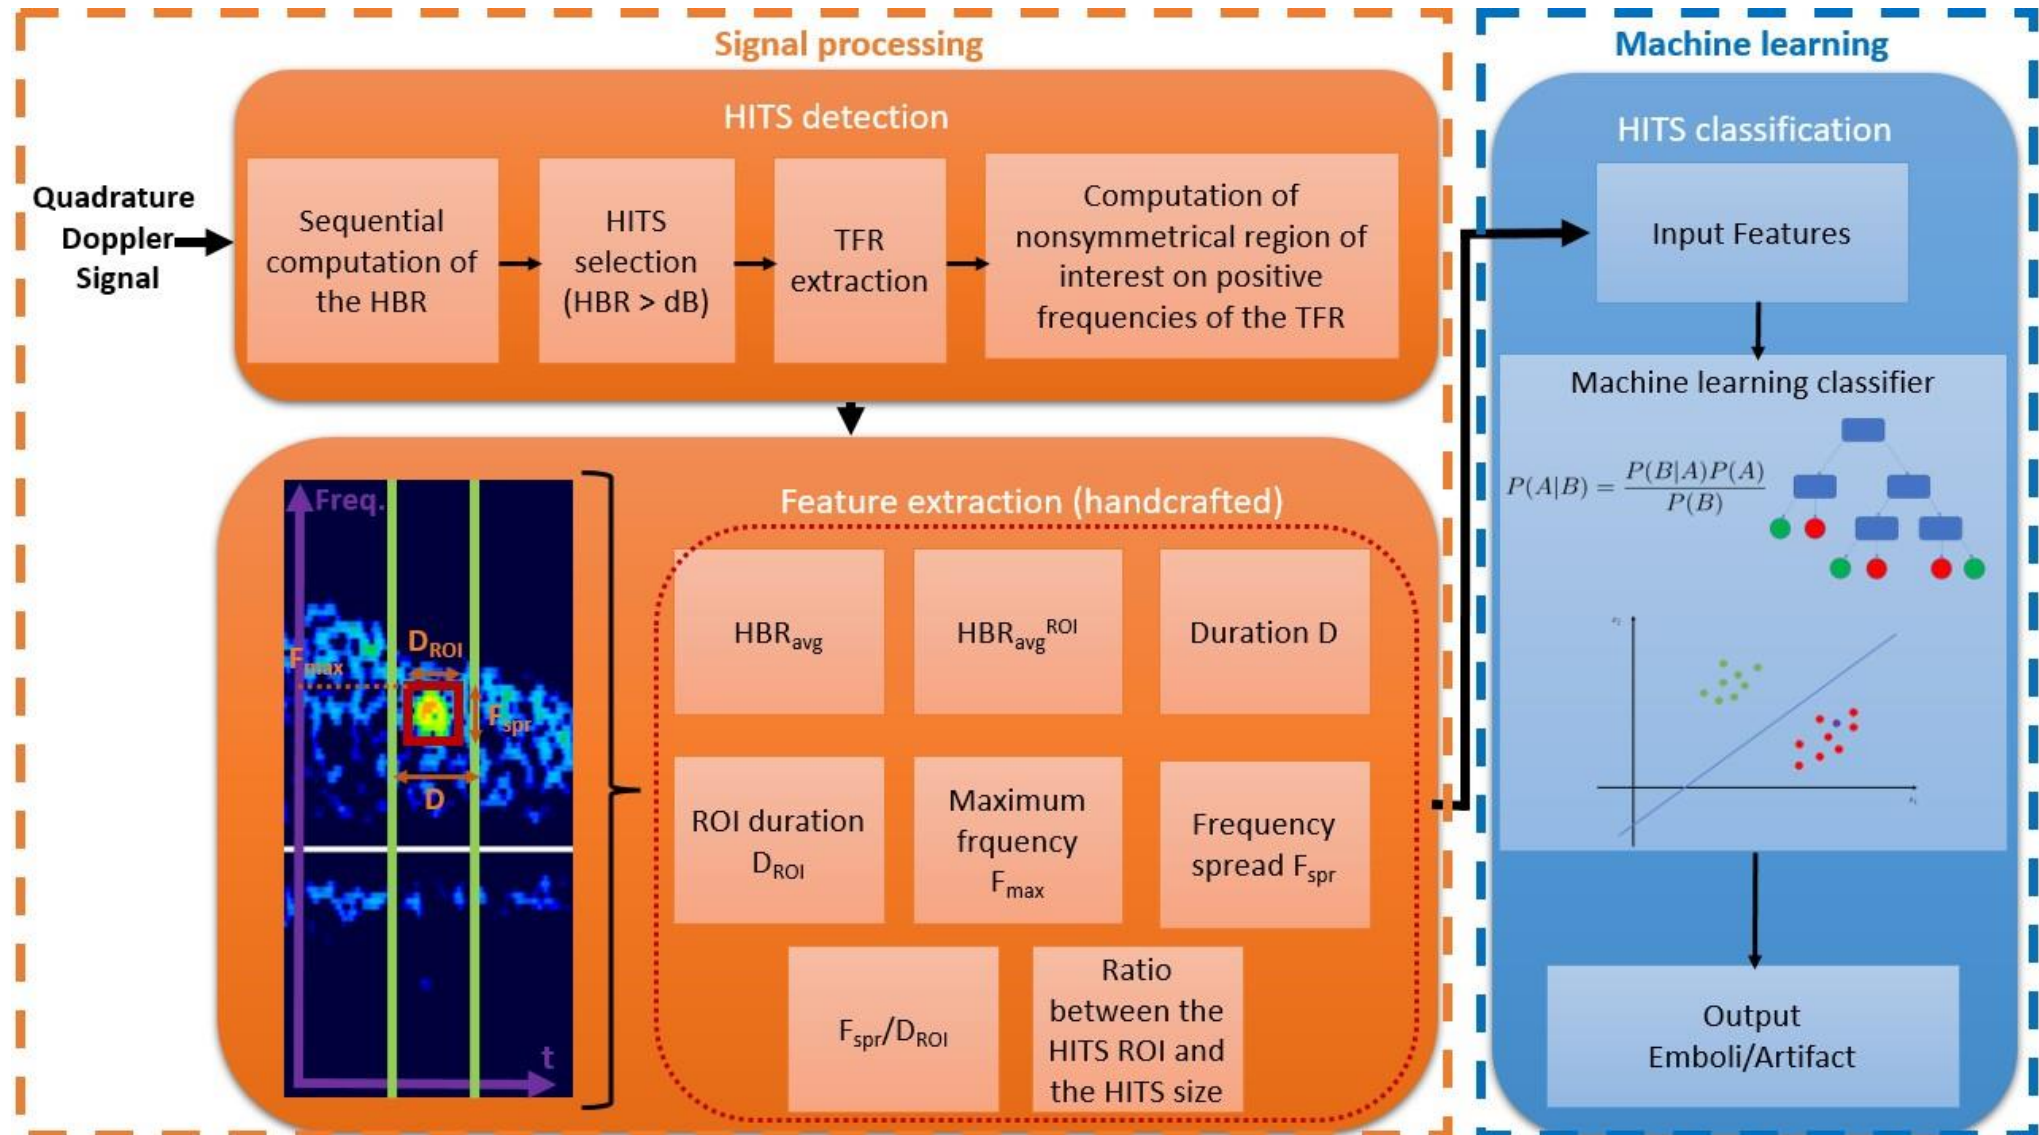 Signal processing
HITS detection
Quadrature
Doppler
Signal
Sequential
computation of
the HBR
HITS
selection
(HBR > dB)
TFR
extraction
Computation of
nonsymmetrical region of
interest on positive
frequencies of the TFR
Feature extraction (handcrafted)
Freq.
F_max
D_ROI
F_spr
D
t
HBR_avg
HBR_avg^ROI
Duration D
ROI duration
D_ROI
Maximum
frquency
F_max
Frequency
spread F_spr
F_spr/D_ROI
Ratio
between the
HITS ROI and
the HITS size
Machine learning
HITS classification
Input Features
Machine learning classifier
P(A|B) = P(B|A)P(A) / P(B)
Output
Emboli/Artifact